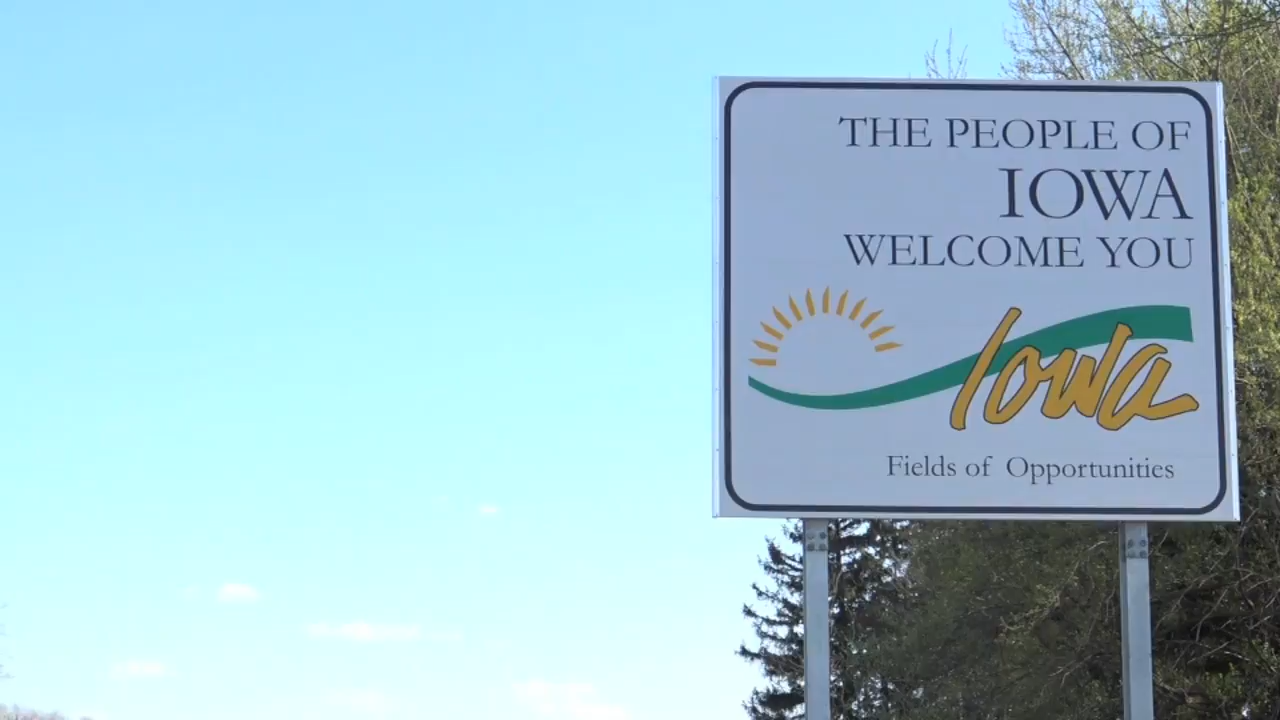 THE PEOPLE OF
IOWA
WELCOME YOU
Iowa
Fields of Opportunities